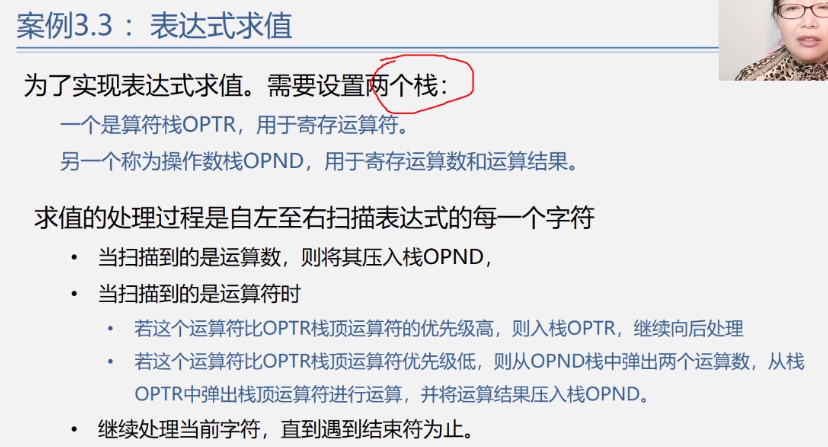 案例3.3 ：表达式求值
为了实现表达式求值。需要设置两个栈：
一个是算符栈OPTR，用于寄存运算符。
另一个称为操作数栈OPND，用于寄存运算数和运算结果。
求值的处理过程是自左至右扫描表达式的每一个字符
• 当扫描到的是运算数，则将其压入栈OPND，
• 当扫描到的是运算符时
• 若这个运算符比OPTR栈顶运算符的优先级高，则入栈OPTR，继续向后处理
• 若这个运算符比OPTR栈顶运算符优先级低，则从OPND栈中弹出两个运算数，从栈
OPTR中弹出栈顶运算符进行运算，并将运算结果压入栈OPND。
• 继续处理当前字符，直到遇到结束符为止。